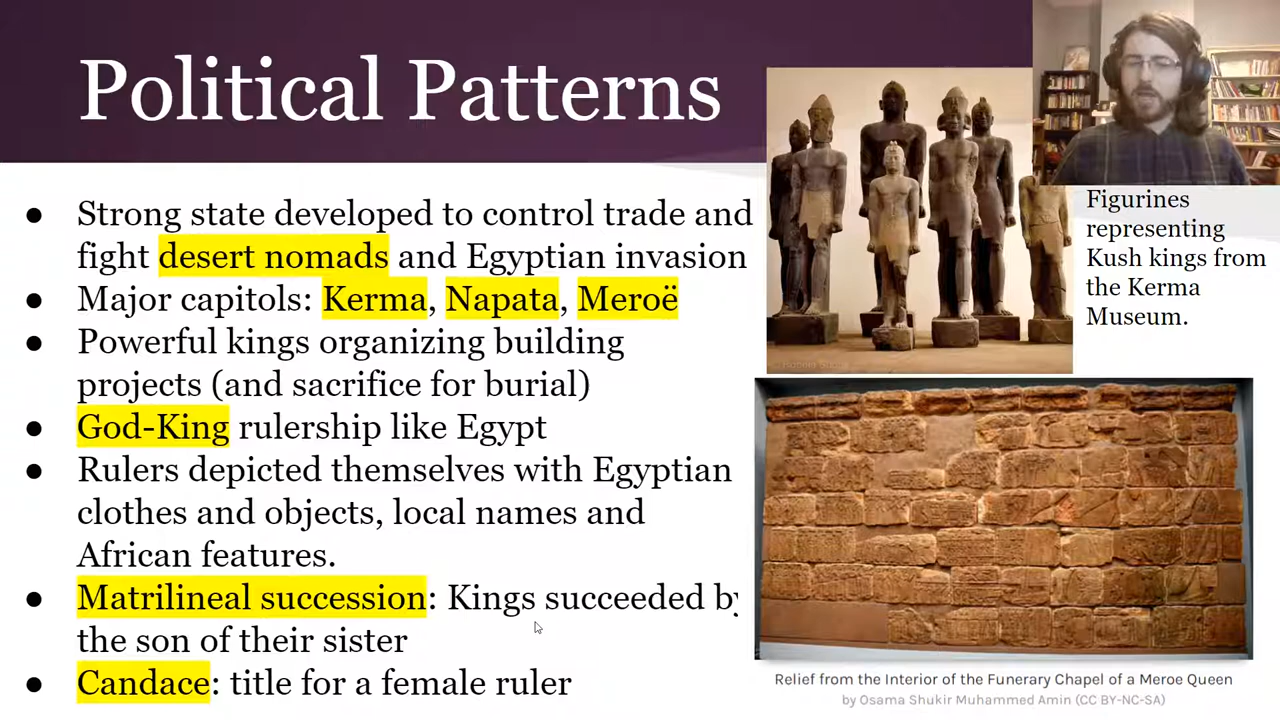 Political Patterns
● Strong state developed to control trade and
fight desert nomads and Egyptian invasion
● Major capitols: Kerma, Napata, Meroë
● Powerful kings organizing building
projects (and sacrifice for burial)
● God-King rulership like Egypt
● Rulers depicted themselves with Egyptian
clothes and objects, local names and
African features.
● Matrilineal succession: Kings succeeded by
the son of their sister
● Candace: title for a female ruler
Figurines
representing
Kush kings from
the Kerma
Museum.
Relief from the Interior of the Funerary Chapel of a Meroe Queen
by Osama Shukir Muhammed Amin (CC BY-NC-SA)